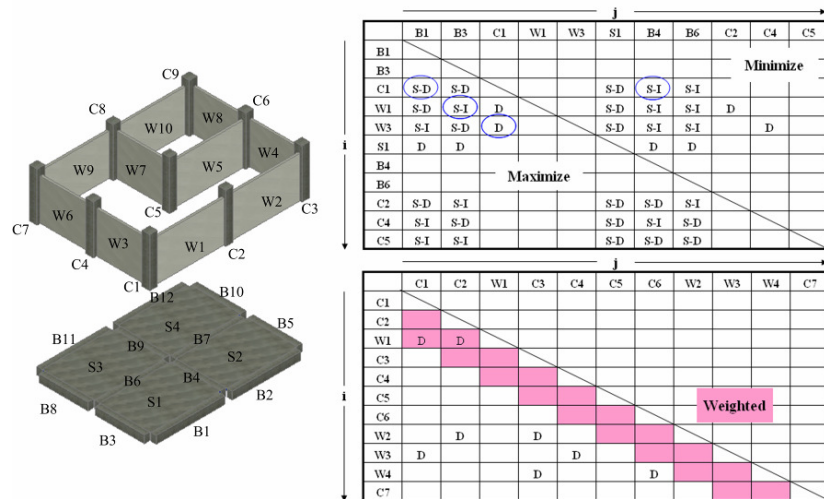 C9
C8 C6
W10 W8
W9 W7 W5 W4
W6 C5 W2
C7 W3 W1 C3
C4 C2
C1
B12 B10
B11 S4 B5
B9 B7
S3 S2
B6 B4
B8 S1 B2
B3 B1
j
B1 B3 C1 W1 W3 S1 B4 B6 C2 C4 C5
B1
Minimize
B3
C1 S-D S-D S-D S-I S-I
W1 S-D S-I D S-D S-I S-I D
W3 S-I S-D D S-D S-I S-I D
i
S1 D D D D
B4
Maximize
B6
C2 S-D S-I S-D S-D S-I
C4 S-I S-D S-D S-I S-D
C5 S-I S-I S-D S-D S-D
j
C1 C2 W1 C3 C4 C5 C6 W2 W3 W4 C7
C1
C2
W1 D D
C3
C4
i
C5
Weighted
C6
W2 D D
W3 D D
W4 D D
C7